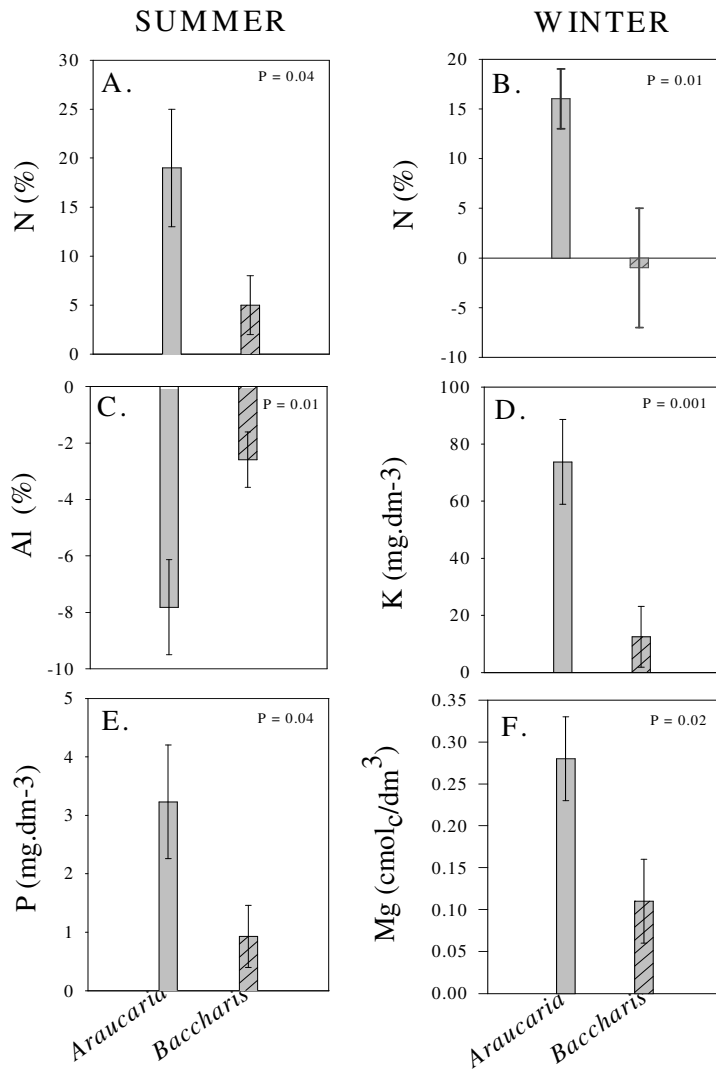 SUMMER
WINTER
A.
P = 0.04
N (%)
30
25
20
15
10
5
0
B.
P = 0.01
N (%)
20
15
10
5
0
-5
-10
C.
P = 0.01
Al (%)
0
-2
-4
-6
-8
-10
D.
P = 0.001
K (mg.dm-3)
100
80
60
40
20
0
E.
P = 0.04
P (mg.dm-3)
5
4
3
2
1
0
Araucaria
Baccharis
F.
P = 0.02
Mg (cmolc/dm3)
0.35
0.30
0.25
0.20
0.15
0.10
0.05
0.00
Araucaria
Baccharis